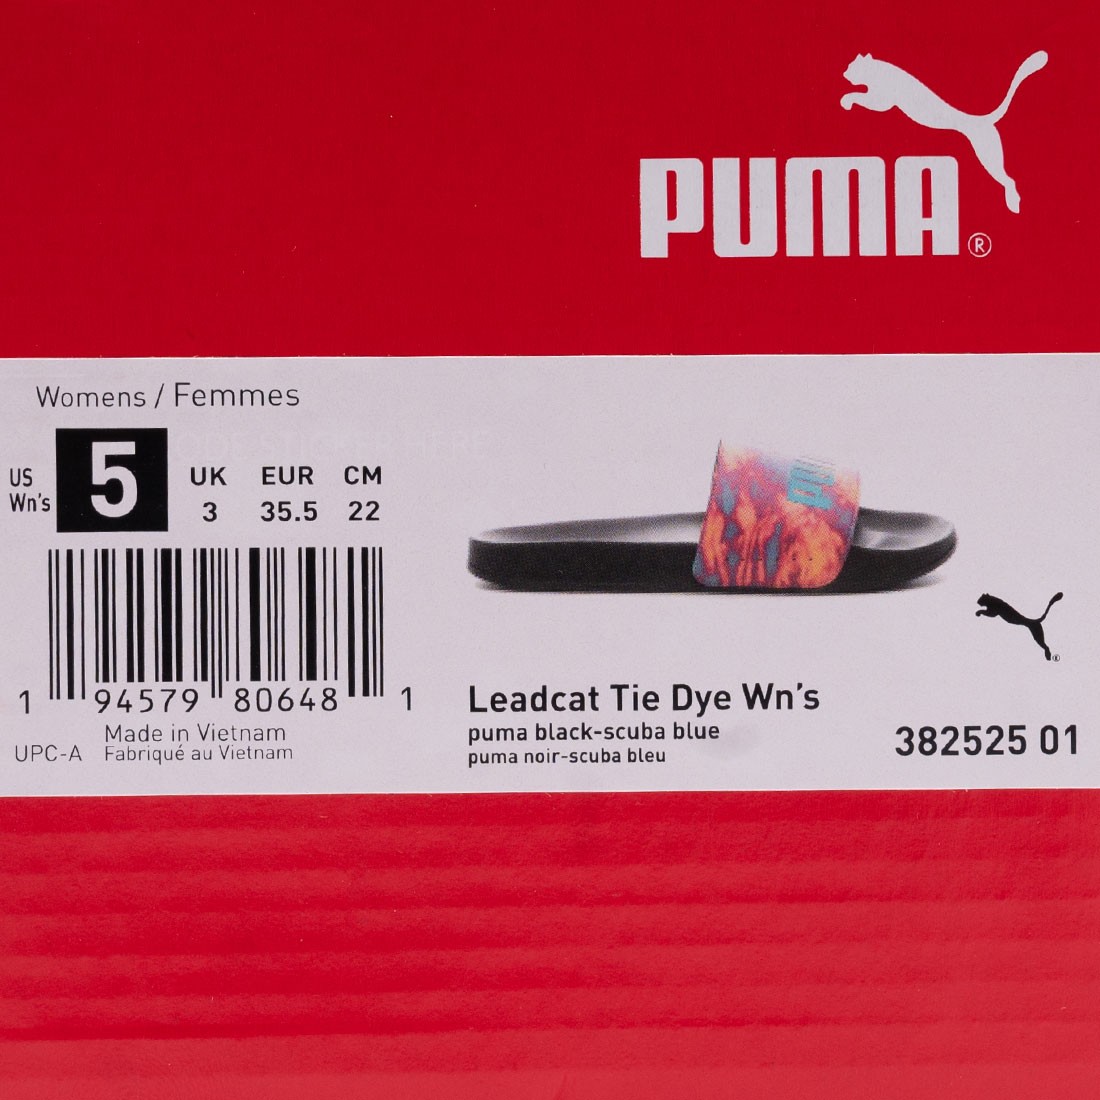 PUMA®
Womens / Femmes
US Wn's 5
UK EUR CM
3 35.5 22
1 94579 80648 1
UPC-A
Made in Vietnam
Fabriqué au Vietnam
Leadcat Tie Dye Wn's
puma black-scuba blue
puma noir-scuba bleu
382525 01